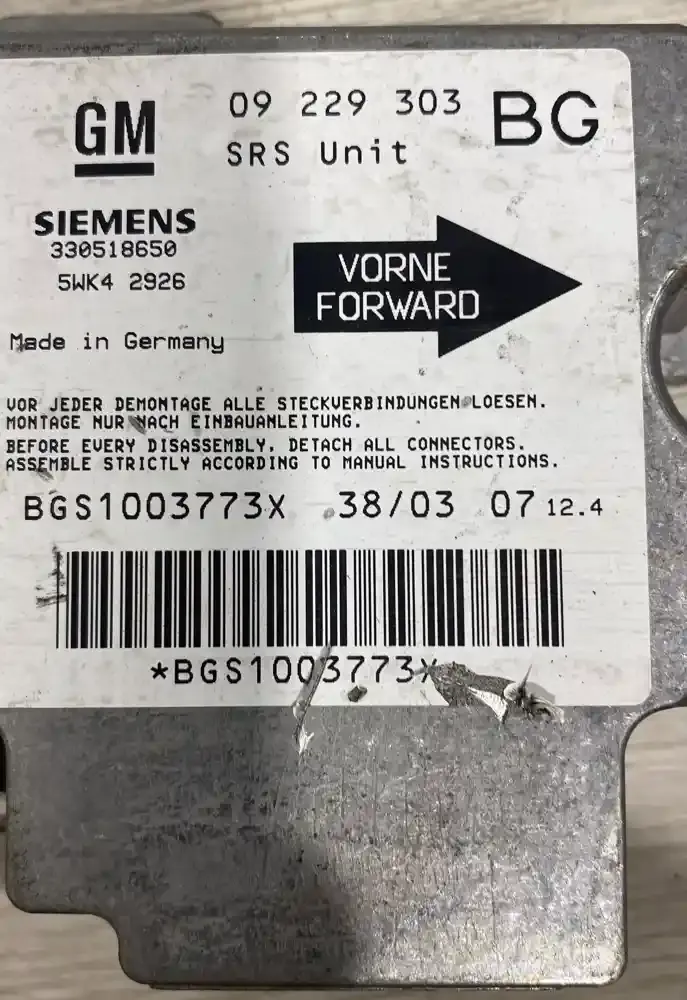 GM
09 229 303 BG
SRS Unit
SIEMENS
330518650
5WK4 2926
VORNE
FORWARD
Made in Germany
VOR JEDER DEMONTAGE ALLE STECKVERBINDUNGEN LOESEN.
MONTAGE NUR NACH EINBAUANLEITUNG.
BEFORE EVERY DISASSEMBLY, DETACH ALL CONNECTORS.
ASSEMBLE STRICTLY ACCORDING TO MANUAL INSTRUCTIONS.
BGS1003773X 38/03 07 12.4
*BGS1003773X